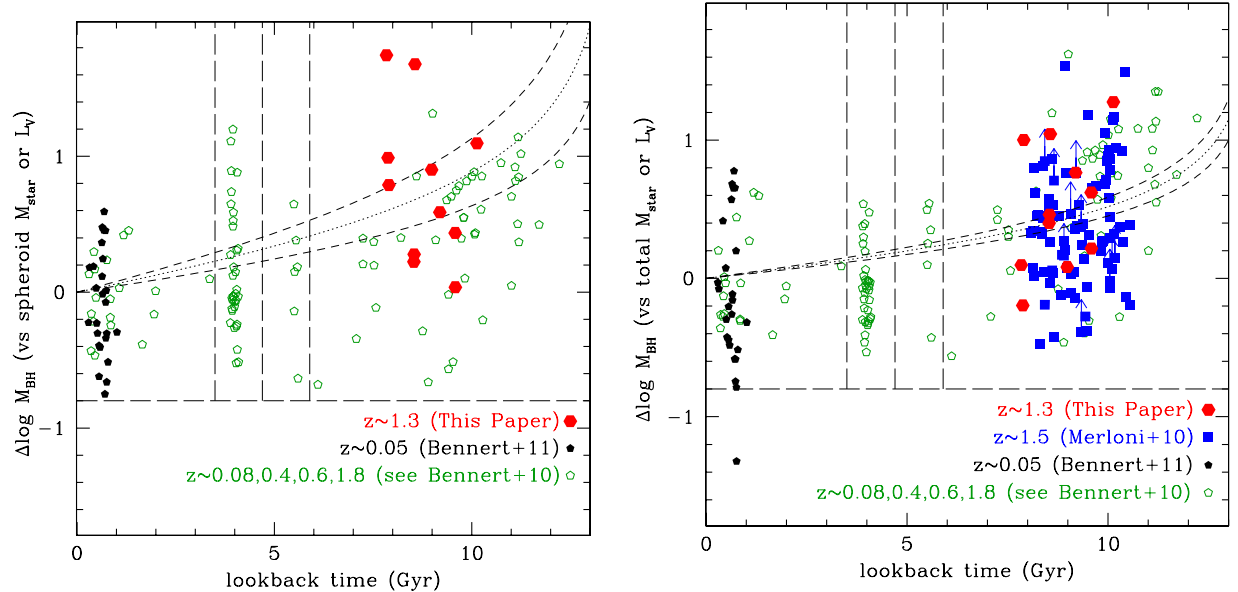 Δlog M_BH (vs spheroid M_star or L_V)
1
0
−1
z~1.3 (This Paper)
z~0.05 (Bennert+11)
z~0.08,0.4,0.6,1.8 (see Bennert+10)
0
5
10
lookback time (Gyr)
Δlog M_BH (vs total M_star or L_V)
1
0
−1
z~1.3 (This Paper)
z~1.5 (Merloni+10)
z~0.05 (Bennert+11)
z~0.08,0.4,0.6,1.8 (see Bennert+10)
0
5
10
lookback time (Gyr)